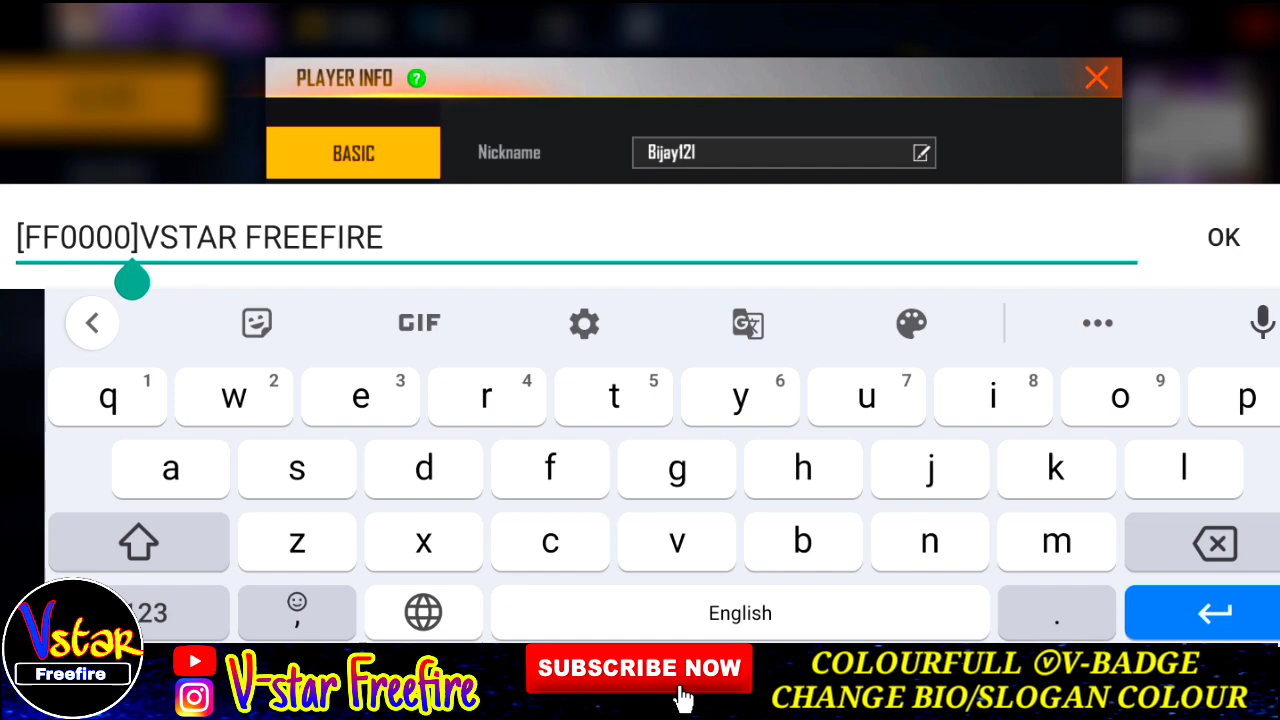 PLAYER INFO ?
BASIC
Nickname
Bijay121
[FF0000]VSTAR FREEFIRE
OK
GIF
q 1 w 2 e 3 r 4 t 5 y 6 u 7 i 8 o 9 p
a s d f g h j k l
z x c v b n m
123 , English .
Vstar
Freefire
V-star Freefire
SUBSCRIBE NOW
COLOURFULL ⓥV-BADGE
CHANGE BIO/SLOGAN COLOUR